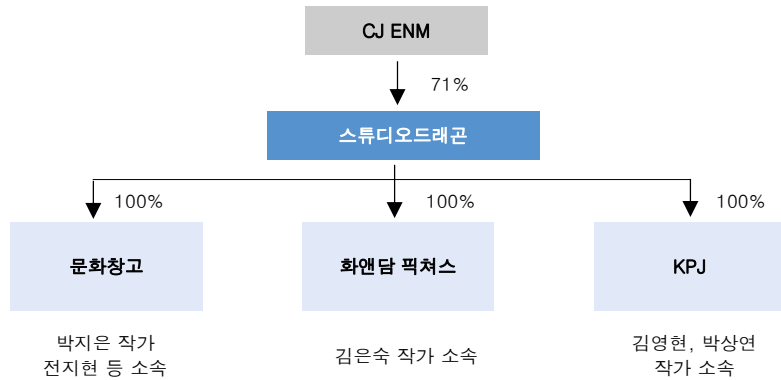 CJ ENM
71%
스튜디오드래곤
100%
100%
100%
문화창고
화앤담 픽쳐스
KPJ
박지은 작가
전지현 등 소속
김은숙 작가 소속
김영현, 박상연
작가 소속